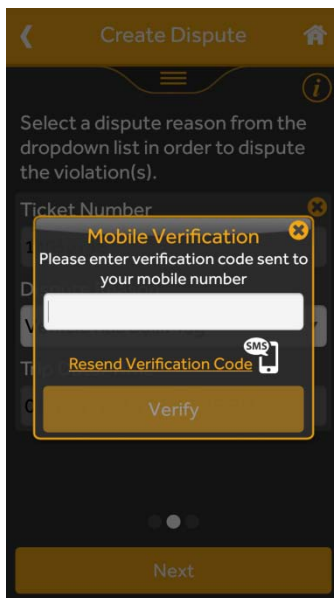 Create Dispute
i
Select a dispute reason from the
dropdown list in order to dispute
the violation(s).
Ticket Number
Mobile Verification
Please enter verification code sent to
your mobile number
Resend Verification Code
SMS
Verify
Next